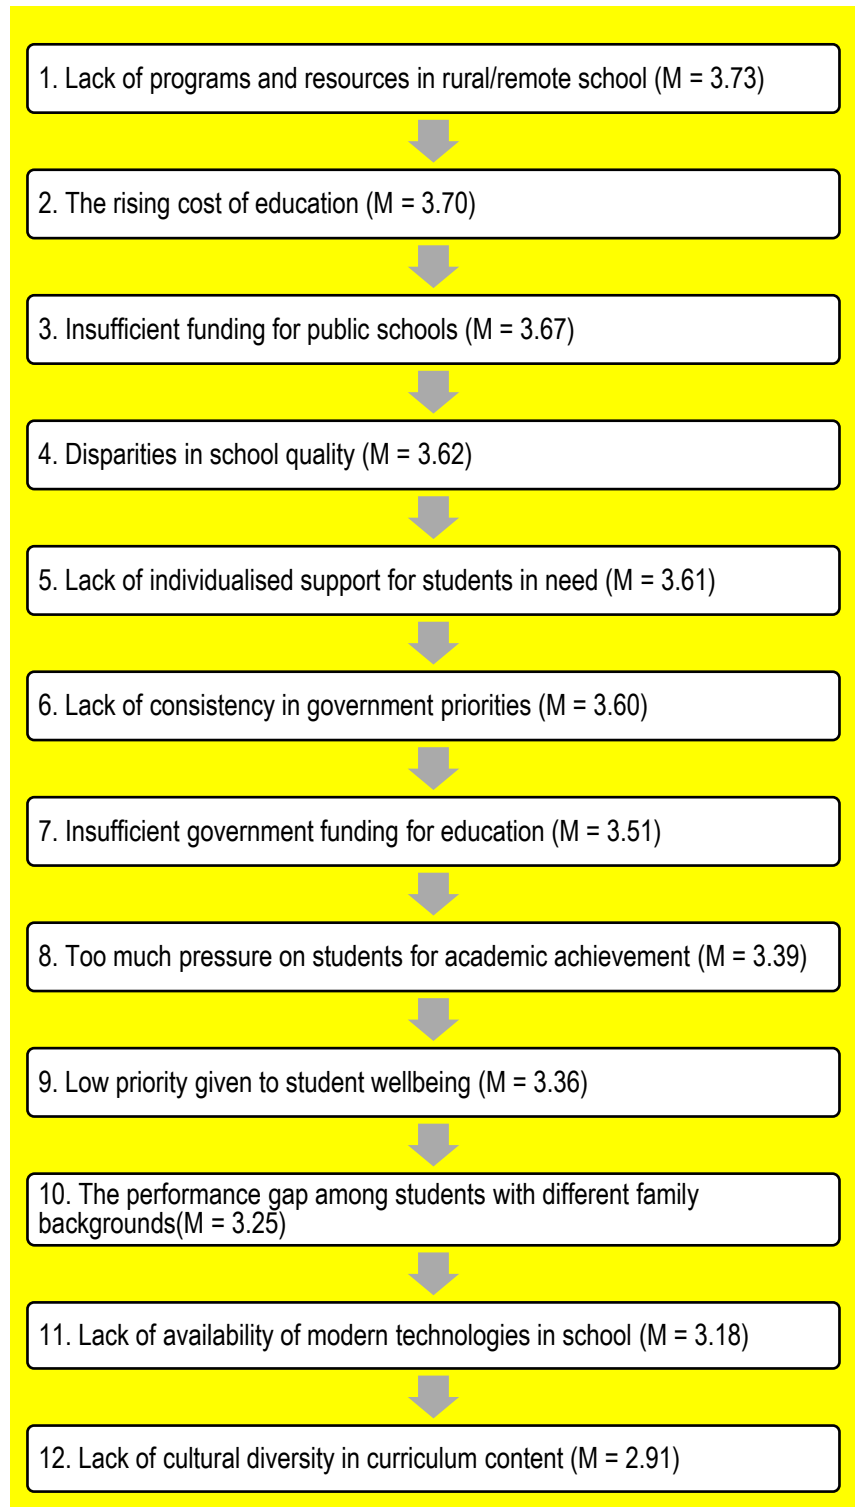 1. Lack of programs and resources in rural/remote school (M = 3.73)
2. The rising cost of education (M = 3.70)
3. Insufficient funding for public schools (M = 3.67)
4. Disparities in school quality (M = 3.62)
5. Lack of individualised support for students in need (M = 3.61)
6. Lack of consistency in government priorities (M = 3.60)
7. Insufficient government funding for education (M = 3.51)
8. Too much pressure on students for academic achievement (M = 3.39)
9. Low priority given to student wellbeing (M = 3.36)
10. The performance gap among students with different family
backgrounds(M = 3.25)
11. Lack of availability of modern technologies in school (M = 3.18)
12. Lack of cultural diversity in curriculum content (M = 2.91)